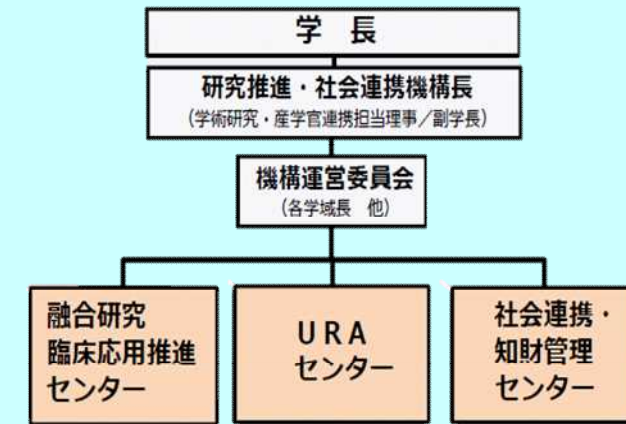 学　長
研究推進・社会連携機構長
(学術研究・産学官連携担当理事／副学長)
機構運営委員会
(各学域長　他)
融合研究
臨床応用推進
センター
ＵＲＡ
センター
社会連携・
知財管理
センター